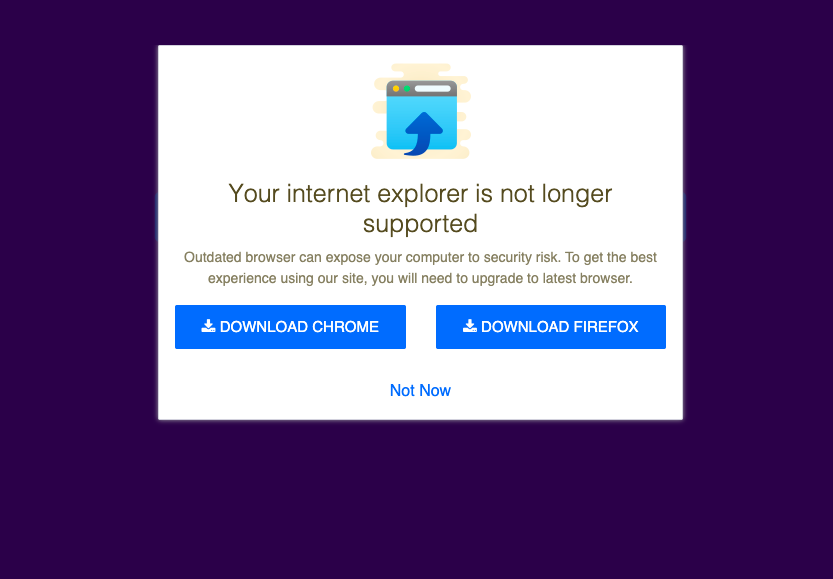 Your internet explorer is not longer
supported
Outdated browser can expose your computer to security risk. To get the best
experience using our site, you will need to upgrade to latest browser.
DOWNLOAD CHROME
DOWNLOAD FIREFOX
Not Now